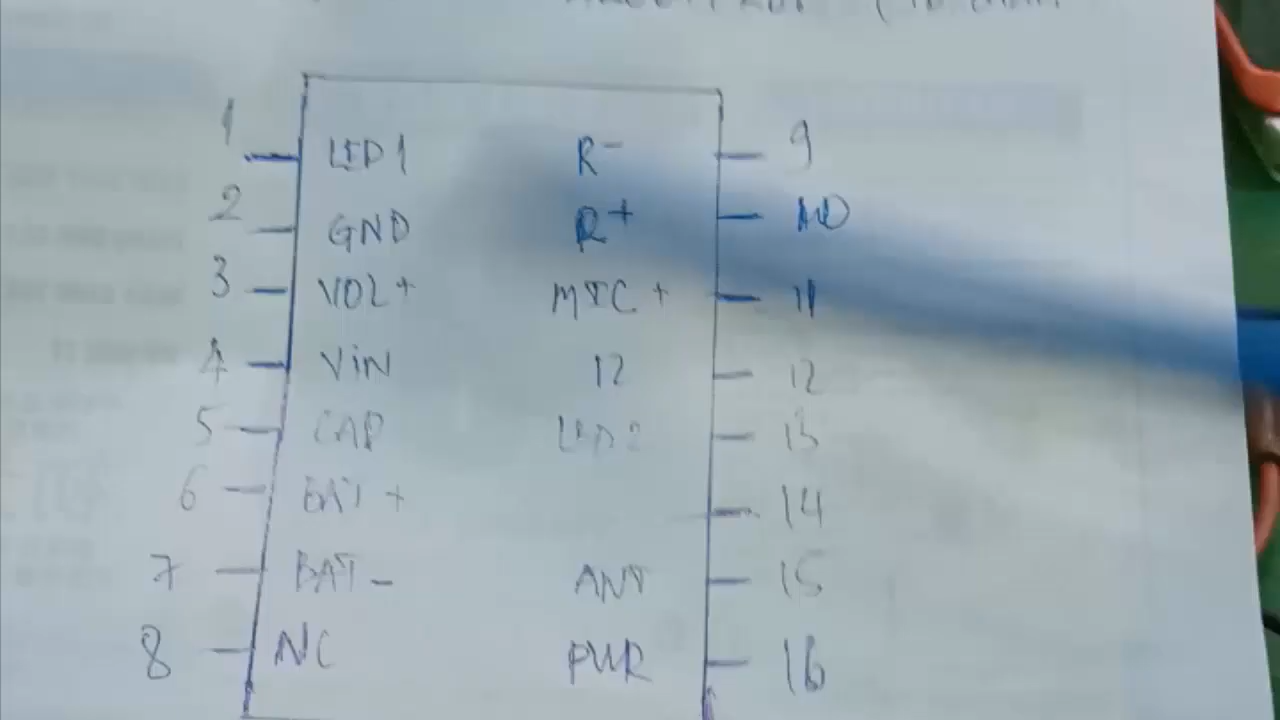 1 LED1 R- 9
2 GND R+ 10
3 VOL+ MIC + 11
4 ViN 12 12
5 CAP LED2 13
6 BAT + 14
7 BAT- ANT 15
8 NC PWR 16